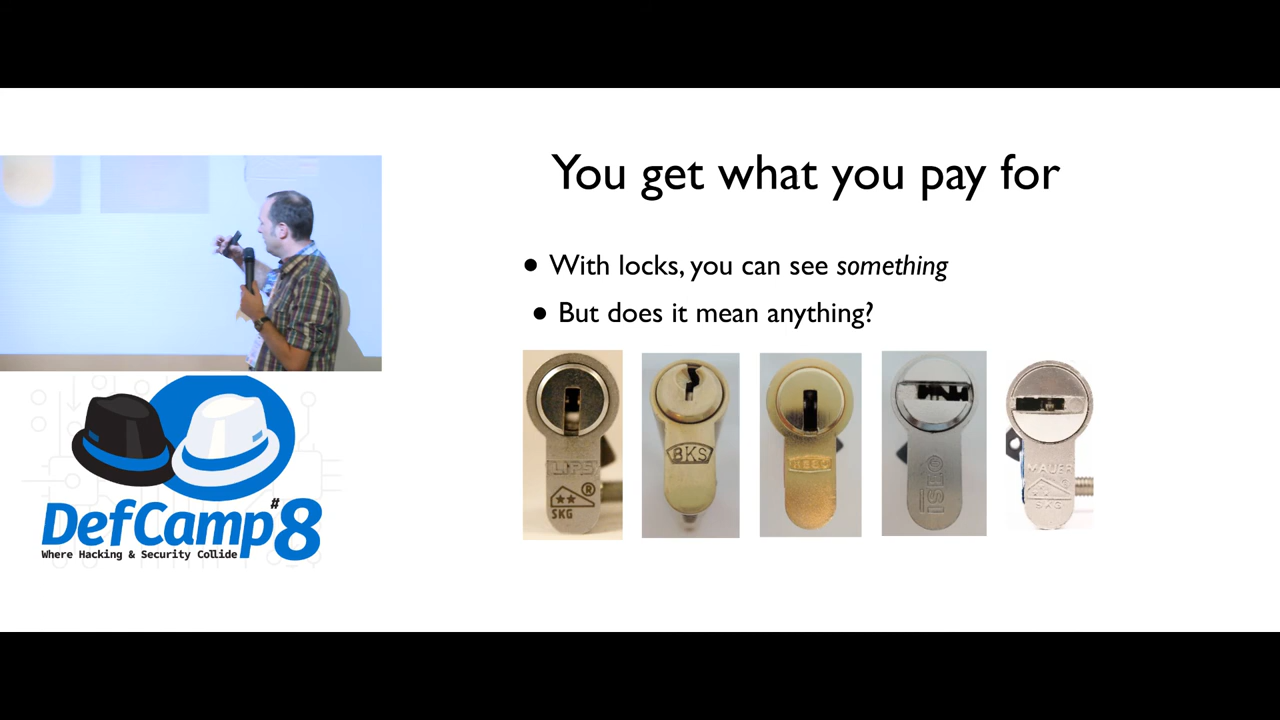 You get what you pay for
• With locks, you can see something
• But does it mean anything?
LIPS
®
SKG
BKS
ISEO
MAUER
SKG
DefCamp#8
Where Hacking & Security Collide